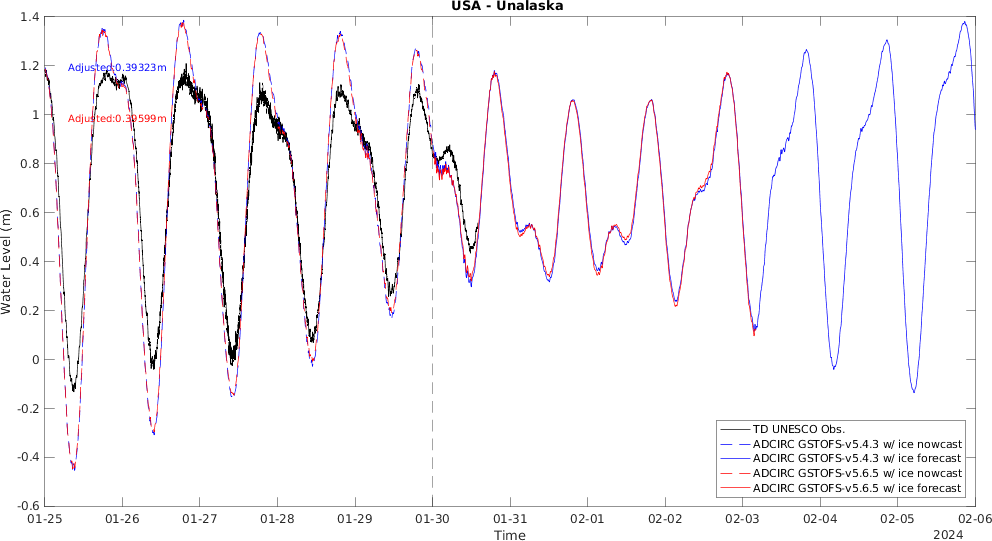 USA - Unalaska
1.4
1.2
1
0.8
0.6
0.4
0.2
0
-0.2
-0.4
-0.6
Water Level (m)
Adjusted:0.39323m
Adjusted:0.39599m
TD UNESCO Obs.
ADCIRC GSTOFS-v5.4.3 w/ ice nowcast
ADCIRC GSTOFS-v5.4.3 w/ ice forecast
ADCIRC GSTOFS-v5.6.5 w/ ice nowcast
ADCIRC GSTOFS-v5.6.5 w/ ice forecast
01-25 01-26 01-27 01-28 01-29 01-30 01-31 02-01 02-02 02-03 02-04 02-05 02-06
Time
2024